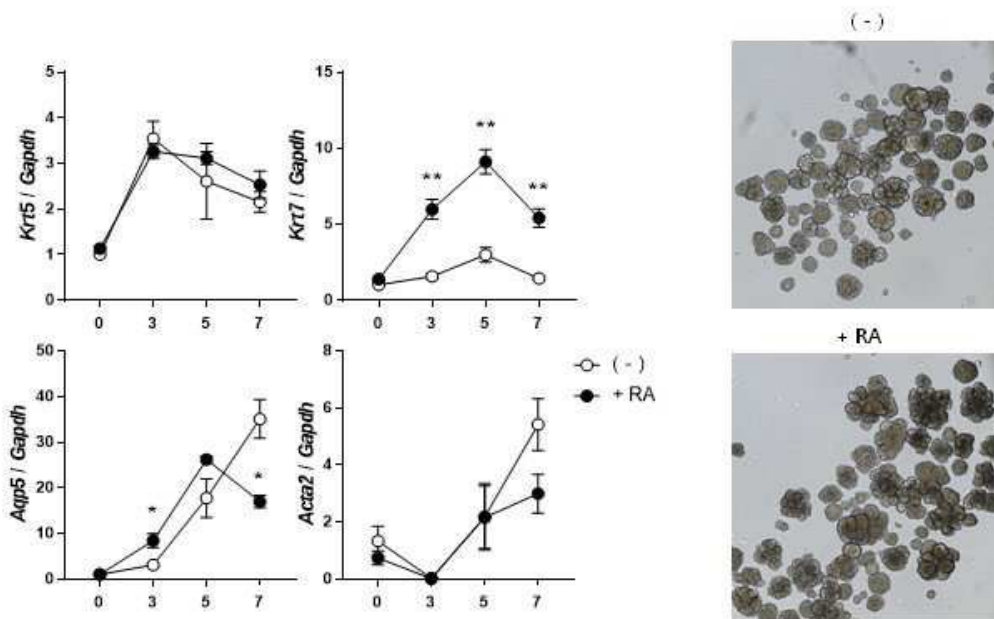 Krt5 / Gapdh
5
4
3
2
1
0
0 3 5 7
Krt7 / Gapdh
15
10
5
0
** ** **
0 3 5 7
Aqp5 / Gapdh
50
40
30
20
10
0
* *
0 3 5 7
Acta2 / Gapdh
8
6
4
2
0
0 3 5 7
( - )
+ RA
( - )
+ RA